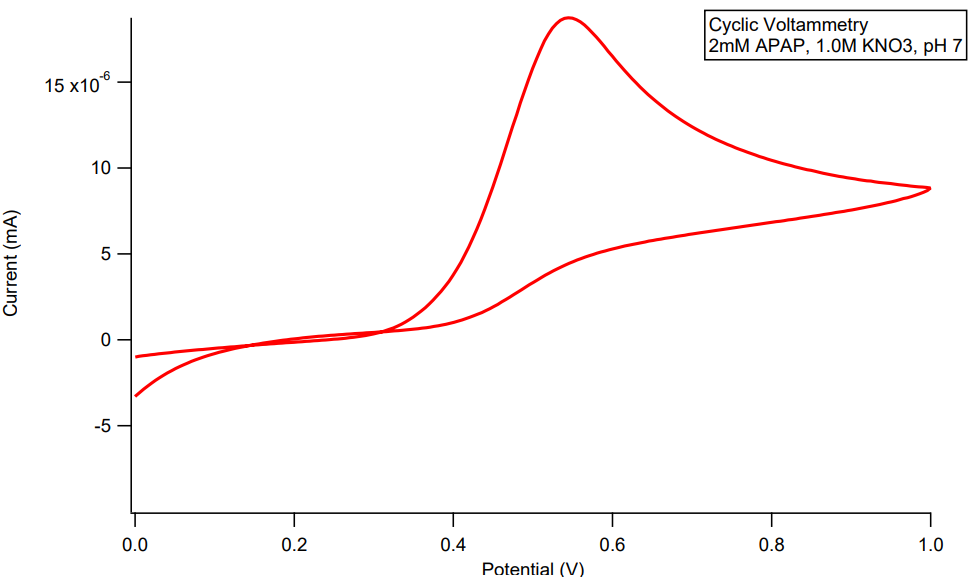 Cyclic Voltammetry
2mM APAP, 1.0M KNO3, pH 7
15 x10⁻⁶
10
5
0
-5
Current (mA)
0.0 0.2 0.4 0.6 0.8 1.0
Potential (V)